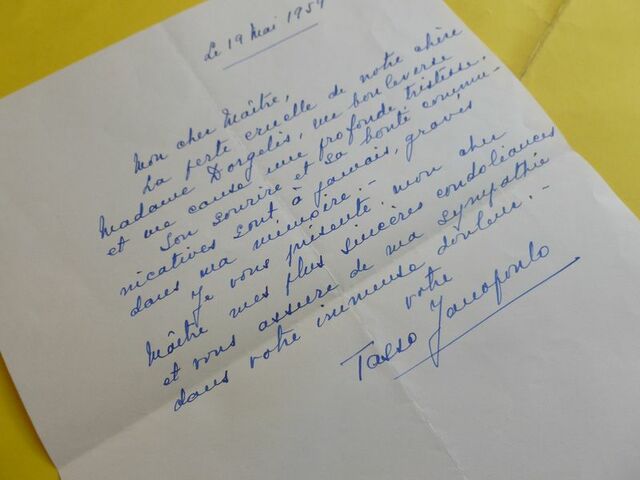 Le 19 Mai 1959
Mon cher Maître,
La perte cruelle de notre chère
Madame Dorgelis, me bouleverse
et me cause une profonde tristesse.
Son sourire et sa bonté commu-
nicatives sont à jamais, gravés
dans ma mémoire. -
Je vous présente, mon cher
Maître mes plus sincères condoléances
et vous assure de ma sympathie
dans votre immense douleur. -
votre
Tasso Janopoulo